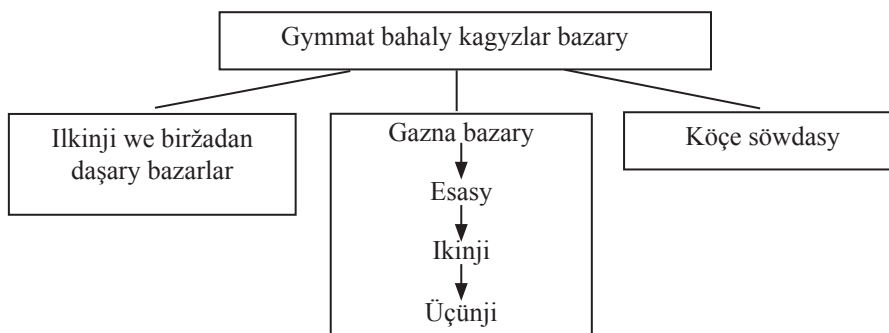 Gymmat bahaly kagyzlar bazary
Ilkinji we biržadan
daşary bazarlar
Gazna bazary
Esasy
Ikinji
Üçünji
Köçe söwdasy